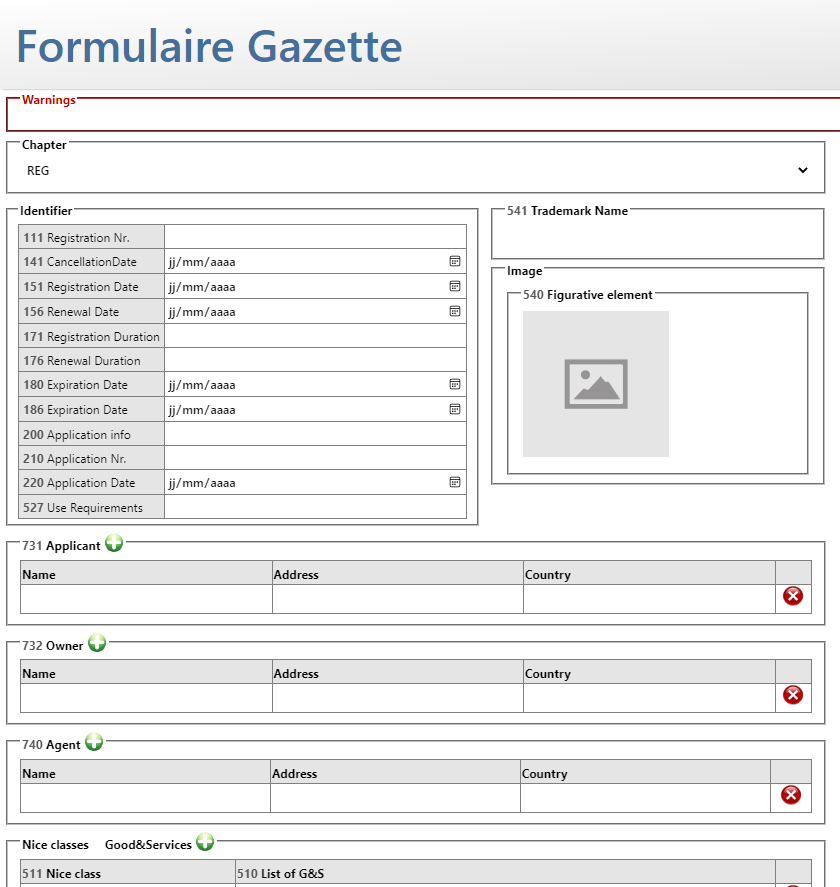 Formulaire Gazette
Warnings
Chapter
REG
Identifier
111 Registration Nr.
141 CancellationDate jj/mm/aaaa
151 Registration Date jj/mm/aaaa
156 Renewal Date jj/mm/aaaa
171 Registration Duration
176 Renewal Duration
180 Expiration Date jj/mm/aaaa
186 Expiration Date jj/mm/aaaa
200 Application info
210 Application Nr.
220 Application Date jj/mm/aaaa
527 Use Requirements
541 Trademark Name
Image
540 Figurative element
731 Applicant
Name Address Country
732 Owner
Name Address Country
740 Agent
Name Address Country
Nice classes Good&Services
511 Nice class 510 List of G&S